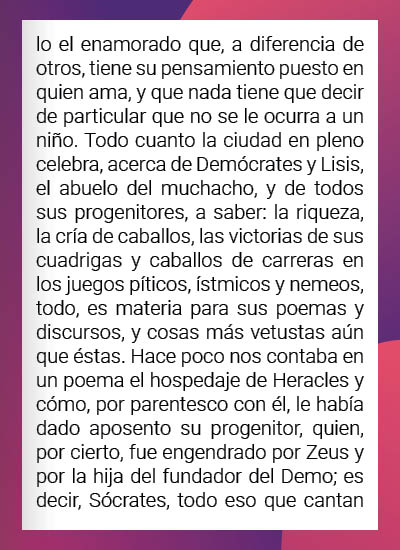 lo el enamorado que, a diferencia de
otros, tiene su pensamiento puesto en
quien ama, y que nada tiene que decir
de particular que no se le ocurra a un
niño. Todo cuanto la ciudad en pleno
celebra, acerca de Demócrates y Lisis,
el abuelo del muchacho, y de todos
sus progenitores, a saber: la riqueza,
la cría de caballos, las victorias de sus
cuadrigas y caballos de carreras en
los juegos píticos, ístmicos y nemeos,
todo, es materia para sus poemas y
discursos, y cosas más vetustas aún
que éstas. Hace poco nos contaba en
un poema el hospedaje de Heracles y
cómo, por parentesco con él, le había
dado aposento su progenitor, quien,
por cierto, fue engendrado por Zeus y
por la hija del fundador del Demo; es
decir, Sócrates, todo eso que cantan